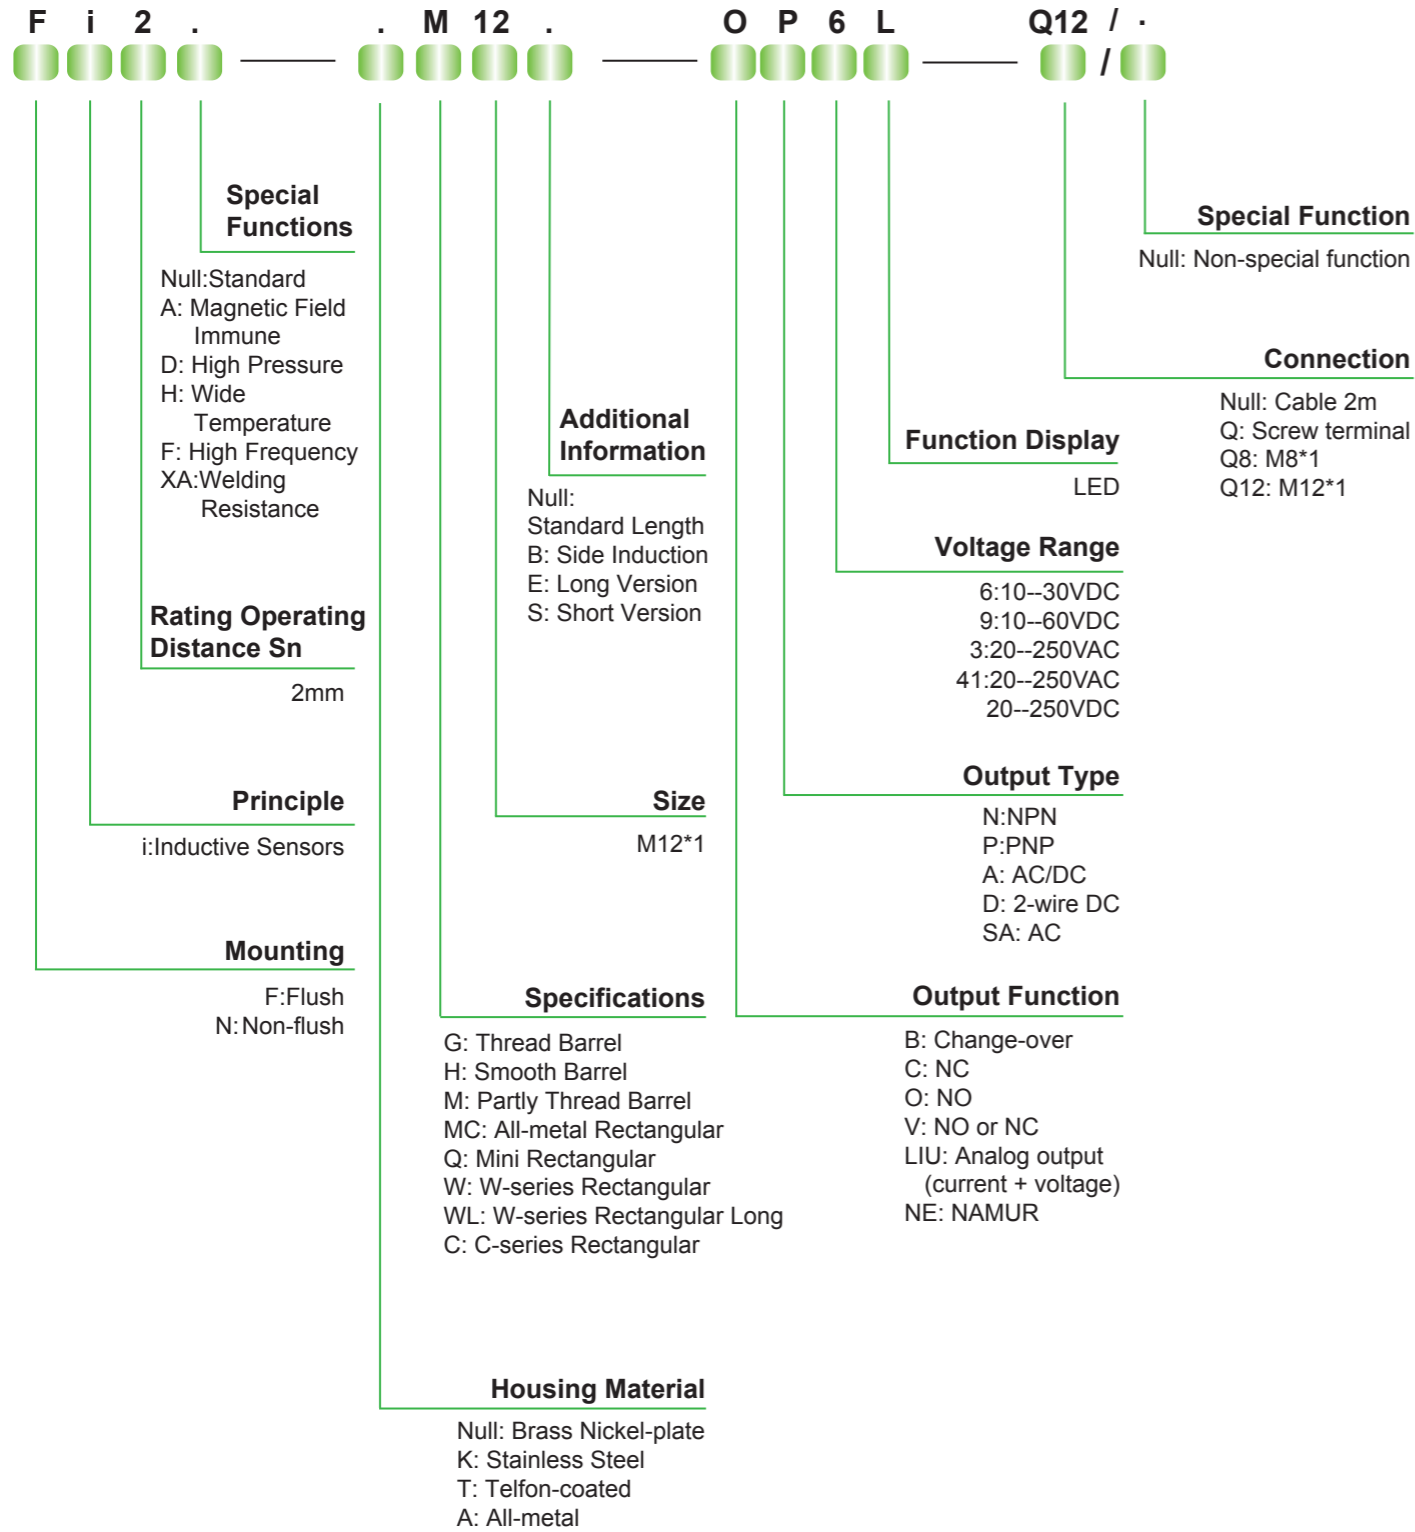 F i 2 . . M 12 . O P 6 L Q12 / .
/
Special
Functions
Null:Standard
A: Magnetic Field
Immune
D: High Pressure
H: Wide
Temperature
F: High Frequency
XA:Welding
Resistance
Rating Operating
Distance Sn
2mm
Principle
i:Inductive Sensors
Mounting
F:Flush
N:Non-flush
Additional
Information
Null:
Standard Length
B: Side Induction
E: Long Version
S: Short Version
Size
M12*1
Specifications
G: Thread Barrel
H: Smooth Barrel
M: Partly Thread Barrel
MC: All-metal Rectangular
Q: Mini Rectangular
W: W-series Rectangular
WL: W-series Rectangular Long
C: C-series Rectangular
Housing Material
Null: Brass Nickel-plate
K: Stainless Steel
T: Telfon-coated
A: All-metal
Special Function
Null: Non-special function
Connection
Null: Cable 2m
Q: Screw terminal
Q8: M8*1
Q12: M12*1
Function Display
LED
Voltage Range
6:10--30VDC
9:10--60VDC
3:20--250VAC
41:20--250VAC
20--250VDC
Output Type
N:NPN
P:PNP
A: AC/DC
D: 2-wire DC
SA: AC
Output Function
B: Change-over
C: NC
O: NO
V: NO or NC
LIU: Analog output
(current + voltage)
NE: NAMUR